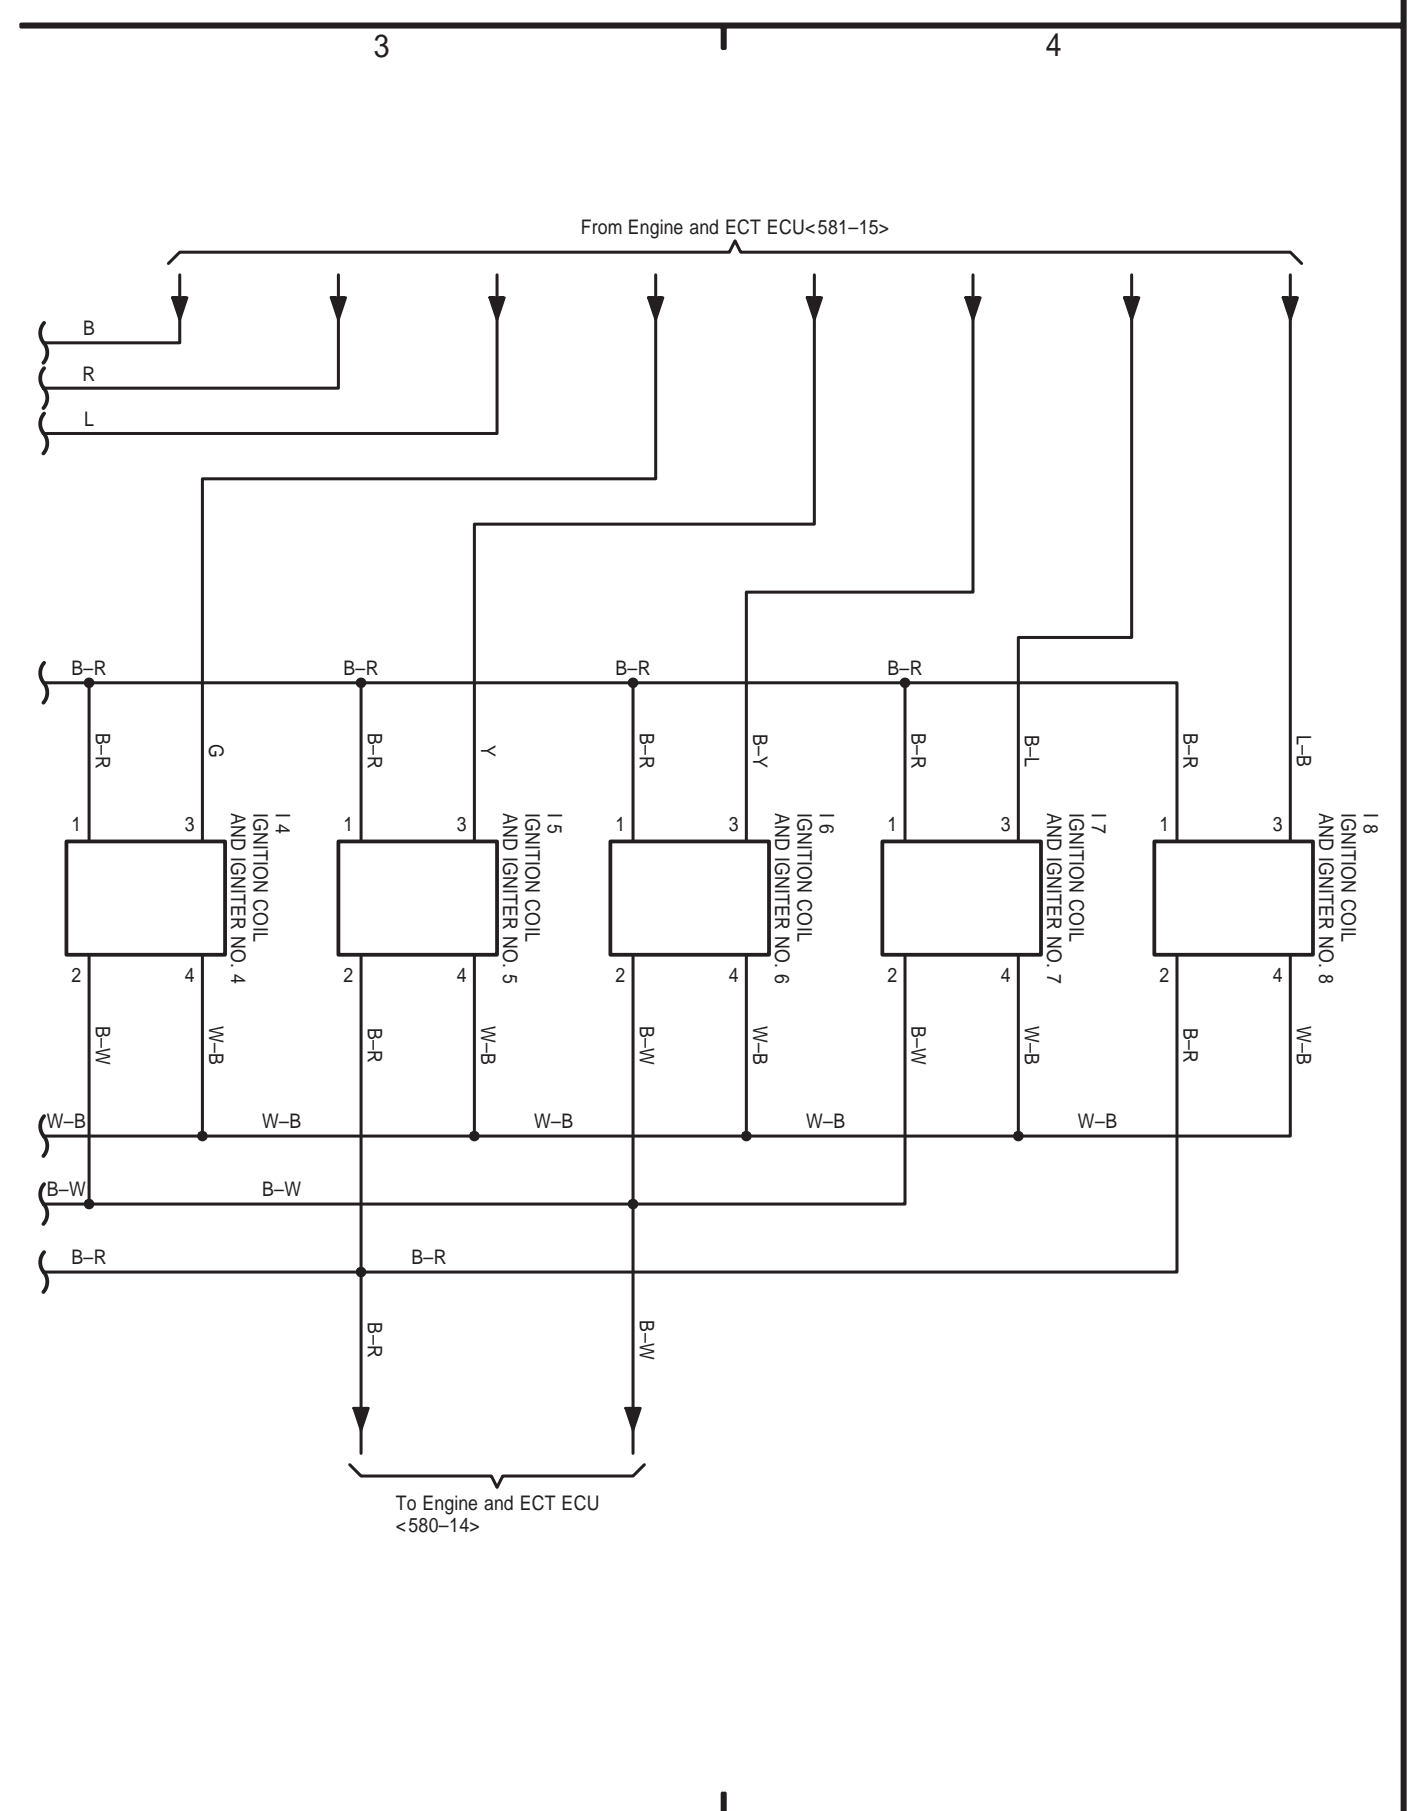 3
4
From Engine and ECT ECU<581–15>
B
R
L
B–R
B–R
B–R
B–R
B–R
G
B–R
Y
B–R
B–Y
B–R
B–L
B–R
L–B
1
3
I 4
IGNITION COIL
AND IGNITER NO. 4
1
3
I 5
IGNITION COIL
AND IGNITER NO. 5
1
3
I 6
IGNITION COIL
AND IGNITER NO. 6
1
3
I 7
IGNITION COIL
AND IGNITER NO. 7
1
3
I 8
IGNITION COIL
AND IGNITER NO. 8
2
4
2
4
2
4
2
4
2
4
B–W
W–B
B–R
W–B
B–W
W–B
B–W
W–B
B–R
W–B
W–B
W–B
W–B
W–B
W–B
B–W
B–W
B–R
B–R
B–R
B–W
To Engine and ECT ECU
<580–14>